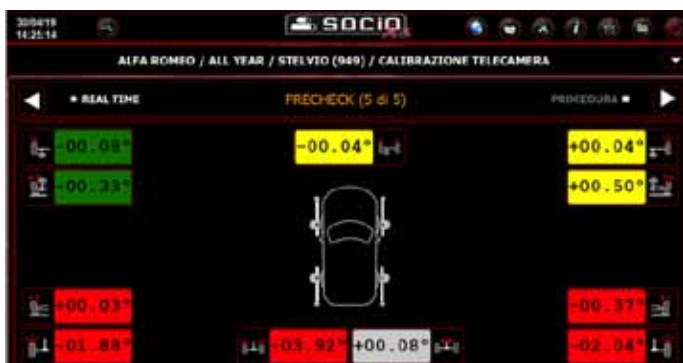 30/04/19
14:25:14
SOCIO
ALFA ROMEO / ALL YEAR / STELVIO (949) / CALIBRAZIONE TELECAMERA
REAL TIME PRECHECK (5 di 5) PROCEDURA
-00.08° -00.04° +00.04°
-00.33° +00.50°
+00.03° -00.37°
-01.88° -03.92° +00.08° -02.04°